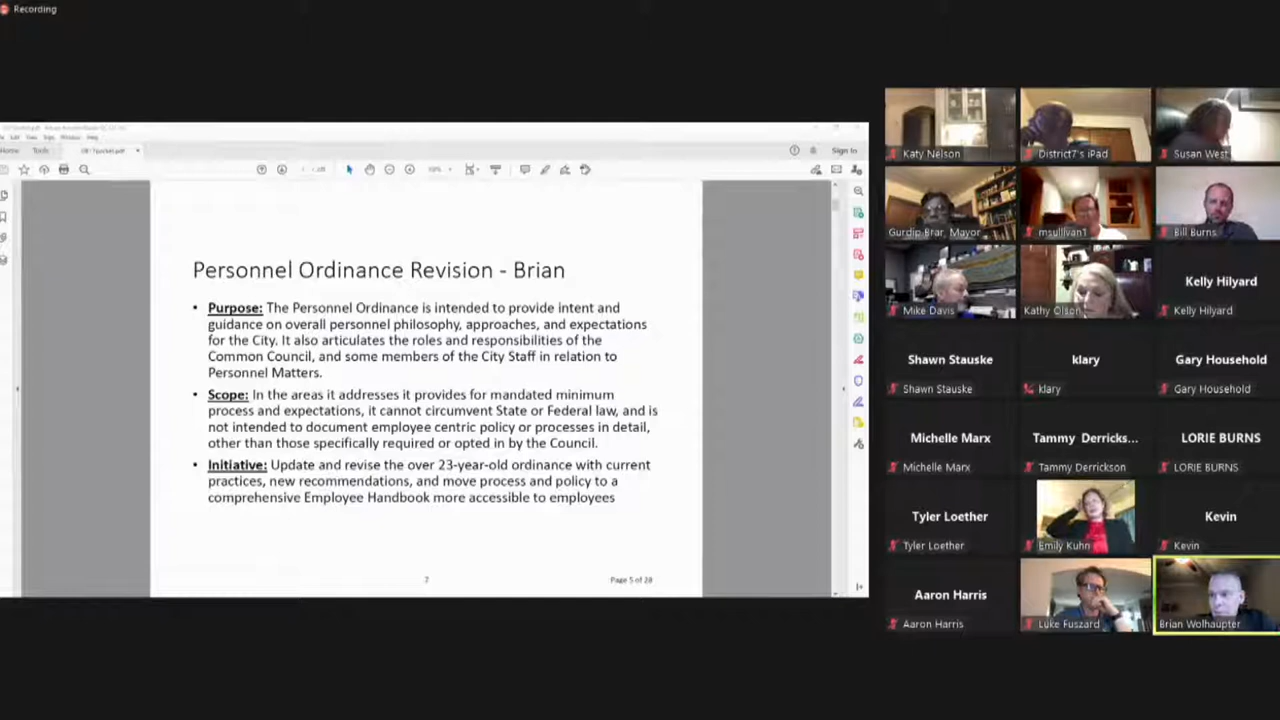 Recording
Home Tools
Sign In
Personnel Ordinance Revision - Brian
• Purpose: The Personnel Ordinance is intended to provide intent and
guidance on overall personnel philosophy, approaches, and expectations
for the City. It also articulates the roles and responsibilities of the
Common Council, and some members of the City Staff in relation to
Personnel Matters.
• Scope: In the areas it addresses it provides for mandated minimum
process and expectations, it cannot circumvent State or Federal law, and is
not intended to document employee centric policy or processes in detail,
other than those specifically required or opted in by the Council.
• Initiative: Update and revise the over 23-year-old ordinance with current
practices, new recommendations, and move process and policy to a
comprehensive Employee Handbook more accessible to employees
7 Page 5 of 28
Katy Nelson District7's iPad Susan West
Gurdip Brar, Mayor msullivan1 Bill Burns
Mike Davis Kathy Olson Kelly Hilyard
Kelly Hilyard
Shawn Stauske klary Gary Household
Shawn Stauske klary Gary Household
Michelle Marx Tammy Derricks... LORIE BURNS
Michelle Marx Tammy Derrickson LORIE BURNS
Tyler Loether Kevin
Tyler Loether Emily Kuhn Kevin
Aaron Harris
Aaron Harris Luke Fuszard Brian Wolhaupter